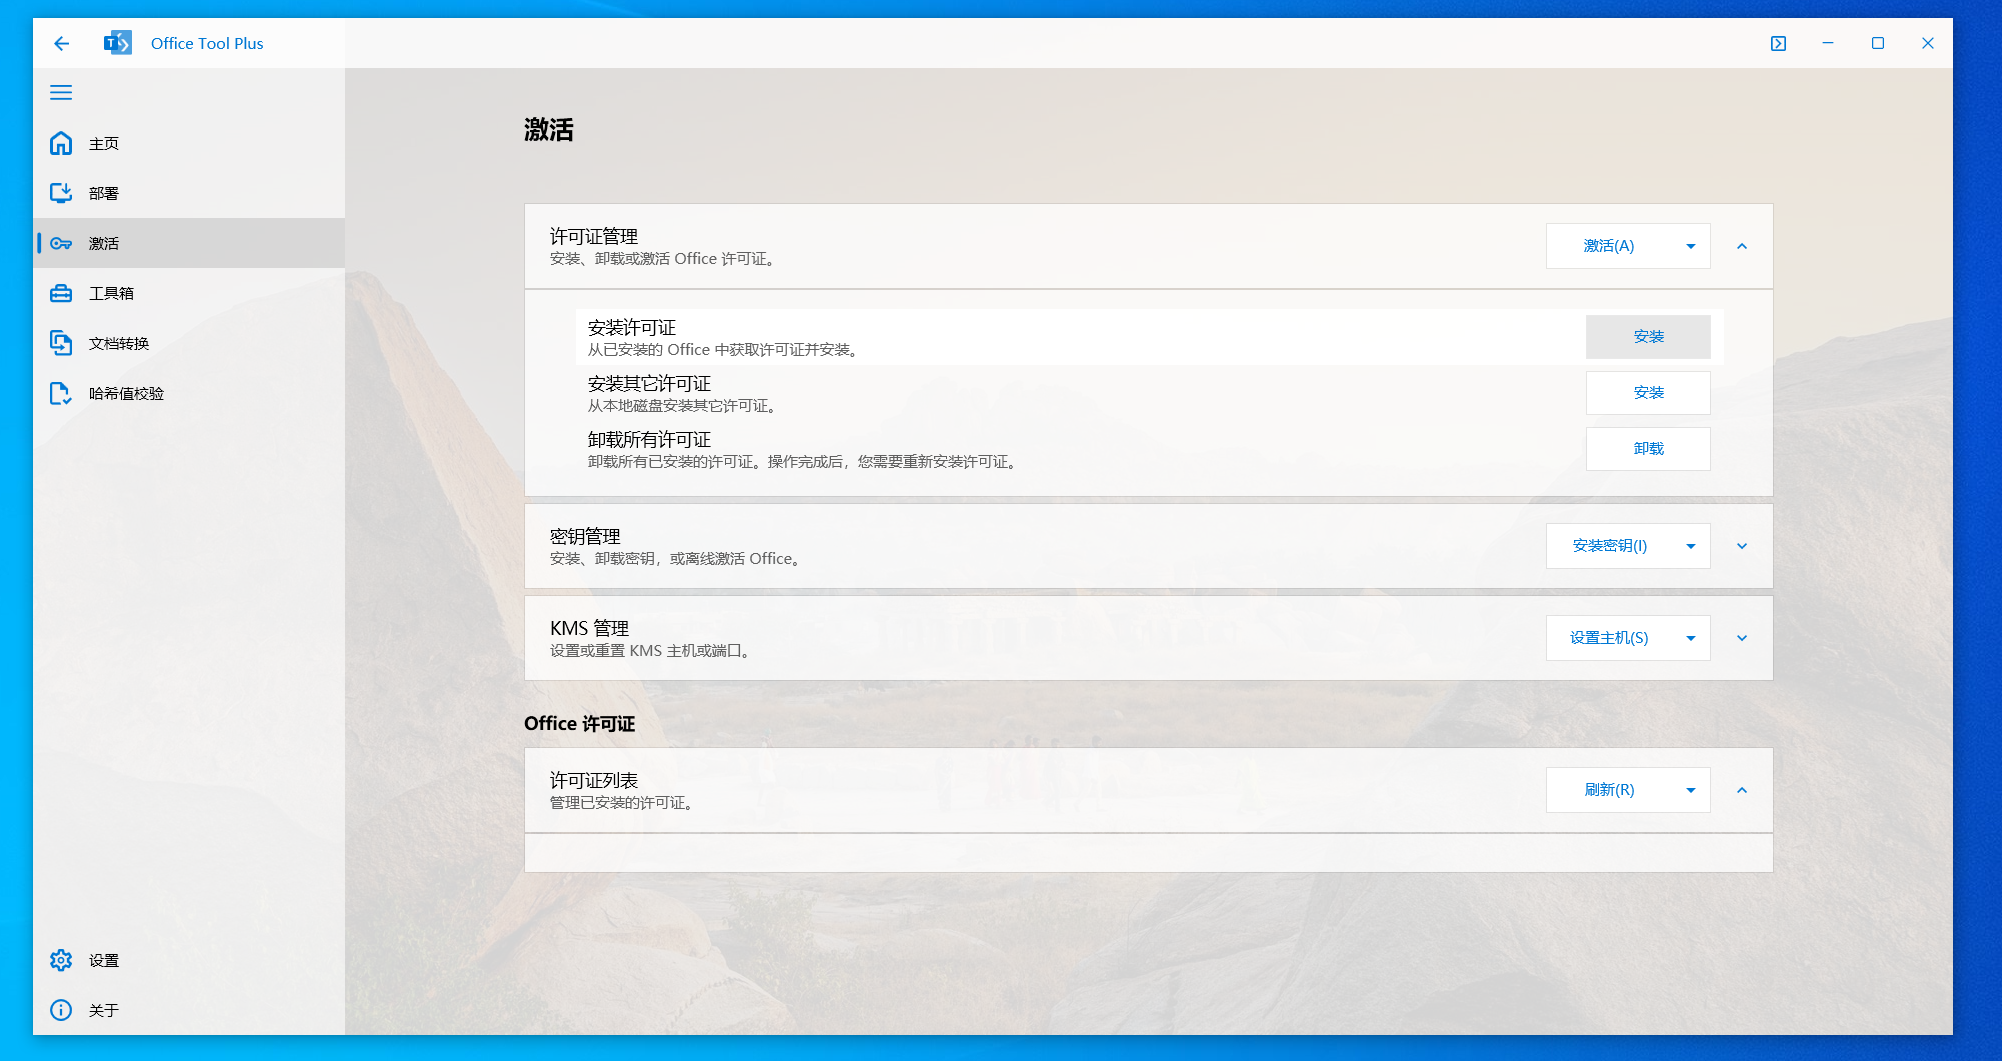 Office Tool Plus
主页
部署
激活
工具箱
文档转换
哈希值校验
设置
关于
激活
许可证管理
安装、卸载或激活 Office 许可证。
激活(A)
安装许可证
从已安装的 Office 中获取许可证并安装。
安装
安装其它许可证
从本地磁盘安装其它许可证。
安装
卸载所有许可证
卸载所有已安装的许可证。操作完成后，您需要重新安装许可证。
卸载
密钥管理
安装、卸载密钥，或离线激活 Office。
安装密钥(I)
KMS 管理
设置或重置 KMS 主机或端口。
设置主机(S)
Office 许可证
许可证列表
管理已安装的许可证。
刷新(R)